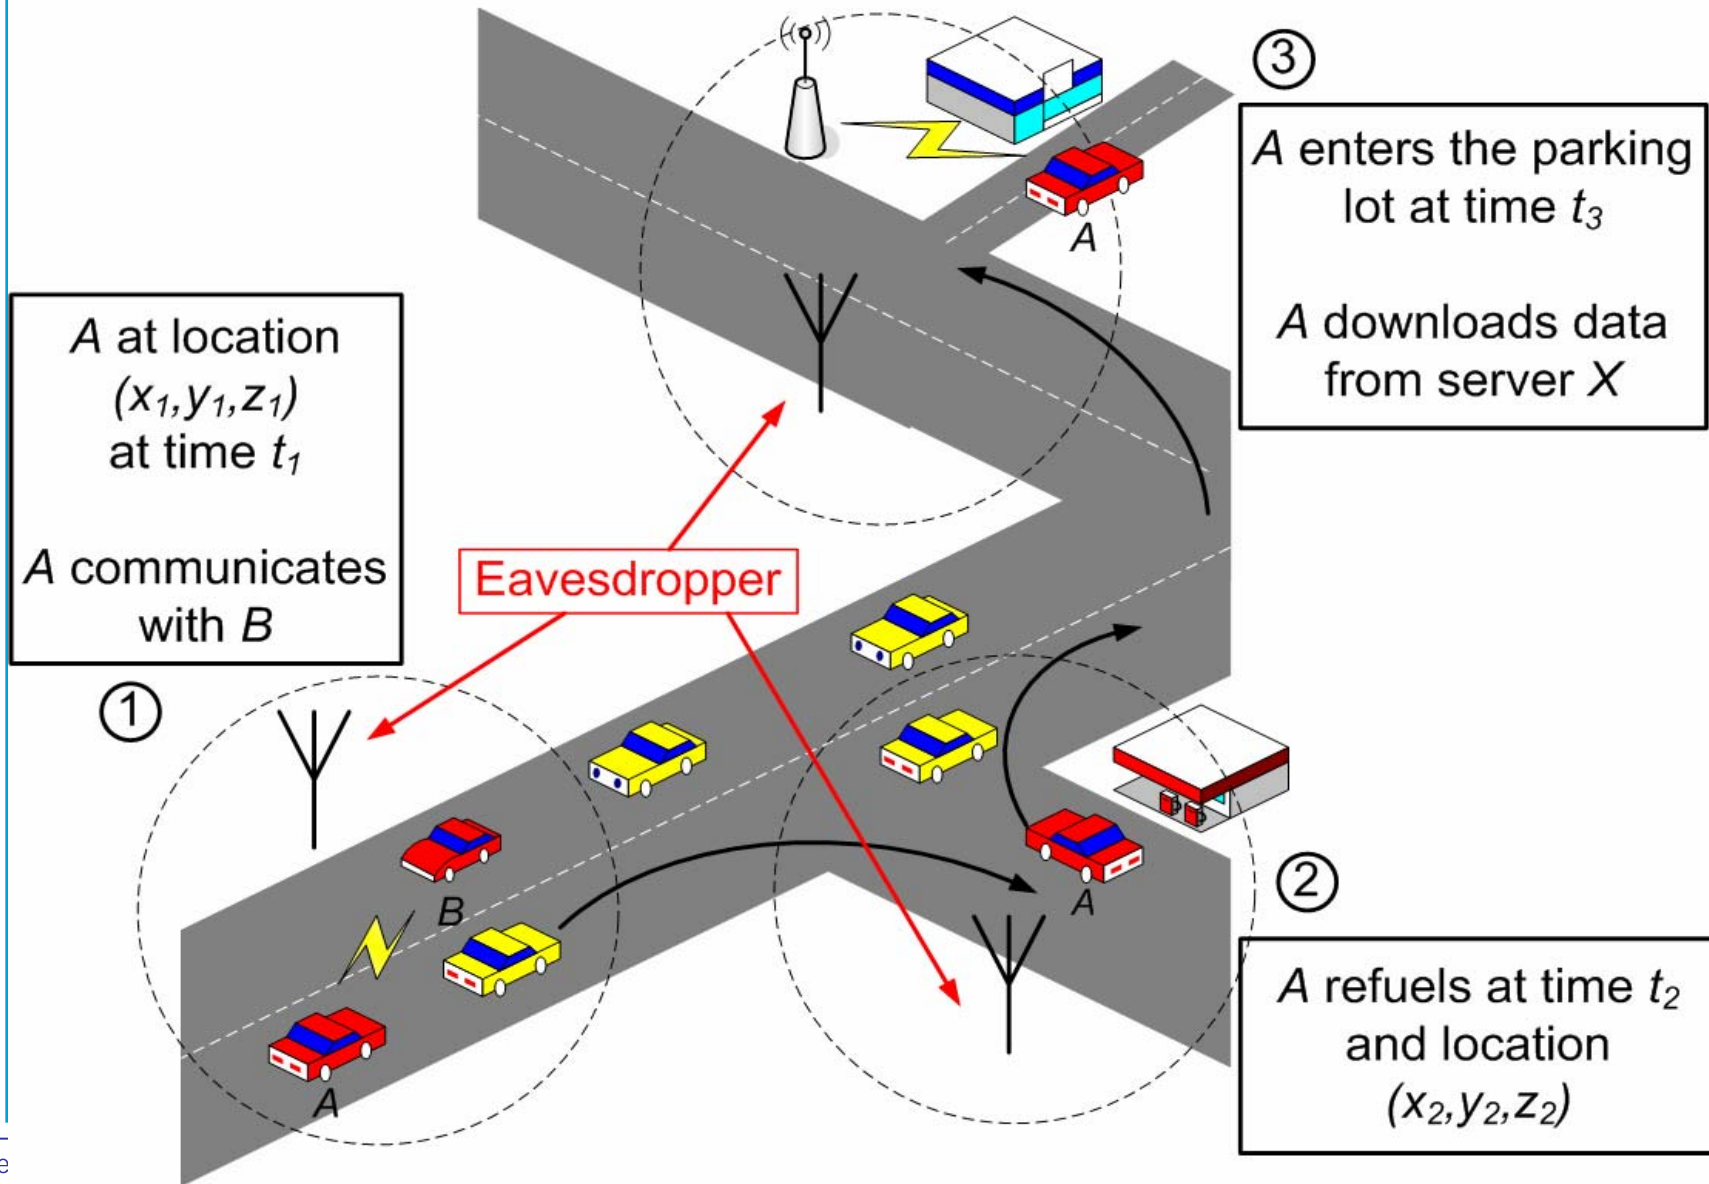 ①
A at location
(x₁,y₁,z₁)
at time t₁
A communicates
with B
Eavesdropper
A
B
②
A refuels at time t₂
and location
(x₂,y₂,z₂)
A
③
A enters the parking
lot at time t₃
A downloads data
from server X
A
e